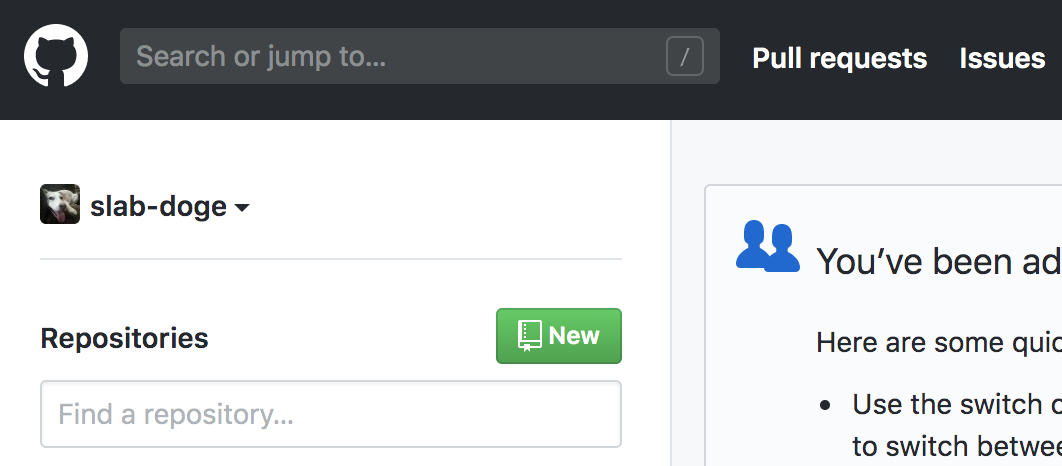 Search or jump to... /
Pull requests
Issues
slab-doge
Repositories
New
Find a repository...
You’ve been ad
Here are some quic
• Use the switch c
to switch betwee